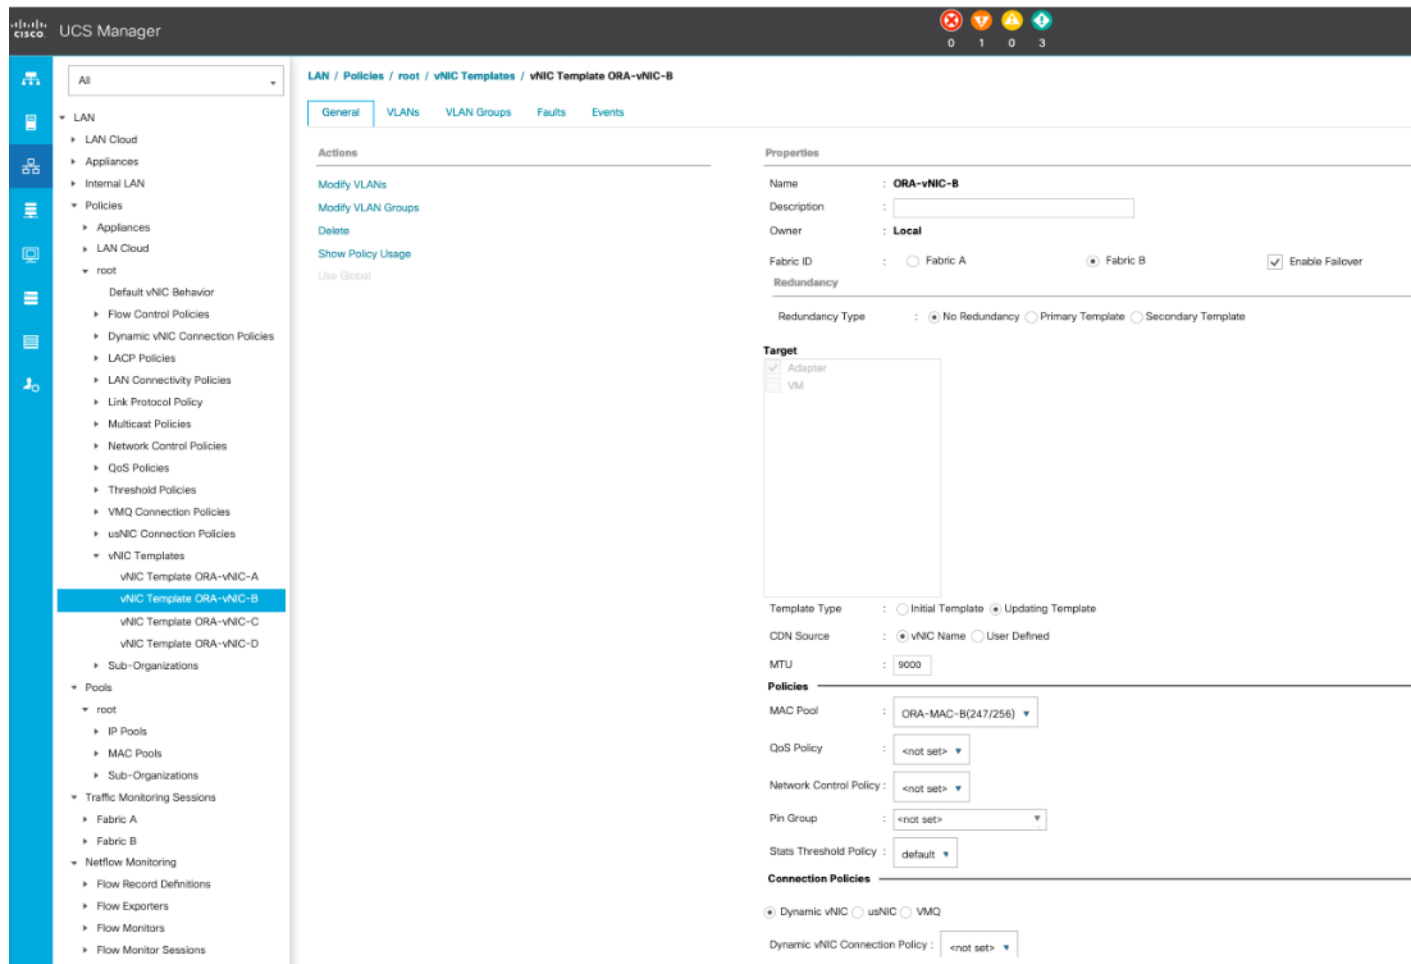 CISCO UCS Manager
0 1 0 3
All
LAN
LAN Cloud
Appliances
Internal LAN
Policies
Appliances
LAN Cloud
root
Default vNIC Behavior
Flow Control Policies
Dynamic vNIC Connection Policies
LACP Policies
LAN Connectivity Policies
Link Protocol Policy
Multicast Policies
Network Control Policies
QoS Policies
Threshold Policies
VMQ Connection Policies
usNIC Connection Policies
vNIC Templates
vNIC Template ORA-vNIC-A
vNIC Template ORA-vNIC-B
vNIC Template ORA-vNIC-C
vNIC Template ORA-vNIC-D
Sub-Organizations
Pools
root
IP Pools
MAC Pools
Sub-Organizations
Traffic Monitoring Sessions
Fabric A
Fabric B
Netflow Monitoring
Flow Record Definitions
Flow Exporters
Flow Monitors
Flow Monitor Sessions
LAN / Policies / root / vNIC Templates / vNIC Template ORA-vNIC-B
General VLANs VLAN Groups Faults Events
Actions
Modify VLANs
Modify VLAN Groups
Delete
Show Policy Usage
Use Global
Properties
Name : ORA-vNIC-B
Description :
Owner : Local
Fabric ID : Fabric A Fabric B Enable Failover
Redundancy
Redundancy Type : No Redundancy Primary Template Secondary Template
Target
Adapter
VM
Template Type : Initial Template Updating Template
CDN Source : vNIC Name User Defined
MTU : 9000
Policies
MAC Pool : ORA-MAC-B(247/256)
QoS Policy : <not set>
Network Control Policy : <not set>
Pin Group : <not set>
Stats Threshold Policy : default
Connection Policies
Dynamic vNIC usNIC VMQ
Dynamic vNIC Connection Policy : <not set>